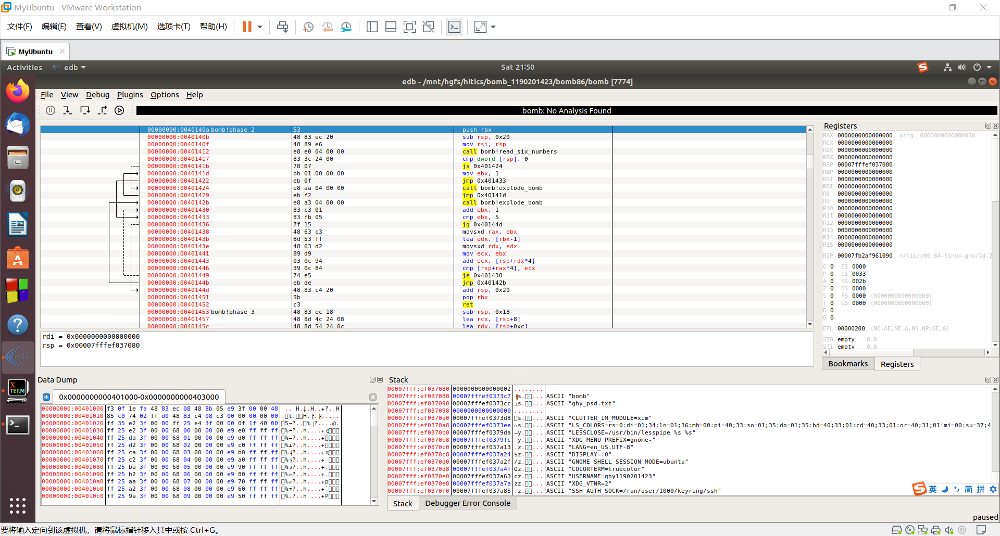 MyUbuntu - VMware Workstation
文件(F) 编辑(E) 查看(V) 虚拟机(M) 选项卡(T) 帮助(H)
MyUbuntu
Activities edb Sat 21:50
edb - /mnt/hgfs/hitics/bomb_1190201423/bomb86/bomb [7774]
File View Debug Plugins Options Help
bomb: No Analysis Found
00000000:0040140a bomb!phase_2 53 push rbx
00000000:0040140b 48 83 ec 20 sub rsp, 0x20
00000000:0040140f 48 89 e6 mov rsi, rsp
00000000:00401412 e8 e0 04 00 00 call bomb!read_six_numbers
00000000:00401417 83 3c 24 00 cmp dword [rsp], 0
00000000:0040141b 78 07 js 0x401424
00000000:0040141d bb 01 00 00 00 mov ebx, 1
00000000:00401422 eb 0f jmp 0x401433
00000000:00401424 e8 aa 04 00 00 call bomb!explode_bomb
00000000:00401429 eb f2 jmp 0x40141d
00000000:0040142b e8 a3 04 00 00 call bomb!explode_bomb
00000000:00401430 83 c3 01 add ebx, 1
00000000:00401433 83 fb 05 cmp ebx, 5
00000000:00401436 7f 15 jg 0x40144d
00000000:00401438 48 63 c3 movsxd rax, ebx
00000000:0040143b 8d 53 ff lea edx, [rbx-1]
00000000:0040143e 48 63 d2 movsxd rdx, edx
00000000:00401441 89 d9 mov ecx, ebx
00000000:00401443 03 0c 94 add ecx, [rsp+rdx*4]
00000000:00401446 39 0c 84 cmp [rsp+rax*4], ecx
00000000:00401449 74 e5 je 0x401430
00000000:0040144b eb de jmp 0x40142b
00000000:0040144d 48 83 c4 20 add rsp, 0x20
00000000:00401451 5b pop rbx
00000000:00401452 c3 ret
00000000:00401453 bomb!phase_3 48 83 ec 18 sub rsp, 0x18
00000000:00401457 48 8d 4c 24 08 lea rcx, [rsp+8]
00000000:0040145c 48 8d 54 24 0c lea rdx, [rsp+0xc]
rdi = 0x0000000000000000
rsp = 0x00007fffef037080
Registers
RAX 0000000000000000 orig: 000000000000003b
RCX 0000000000000000
RDX 0000000000000000
RBX 0000000000000000
RSP 00007fffef037080
RBP 0000000000000000
RSI 0000000000000000
RDI 0000000000000000
R8 0000000000000000
R9 0000000000000000
R10 0000000000000000
R11 0000000000000000
R12 0000000000000000
R13 0000000000000000
R14 0000000000000000
R15 0000000000000000
RIP 00007fb2af961090 </lib/x86_64-linux-gnu/ld-2
C 0 ES 0000
P 0 CS 0033
A 0 SS 002b
Z 0 DS 0000
S 0 FS 0000 (0000000000000000)
T 0 GS 0000 (0000000000000000)
D 0
O 0
EFL 00000200 (NO,AE,NE,A,NS,NP,GE,G)
ST0 empty 0.0
ST1 empty 0.0
Bookmarks Registers
Data Dump
0x0000000000401000-0x0000000000403000
00000000:00401000 f3 0f 1e fa 48 83 ec 08 48 8b 05 e9 3f 00 00 48
00000000:00401010 85 c0 74 02 ff d0 48 83 c4 08 c3 00 00 00 00 00
00000000:00401020 ff 35 e2 3f 00 00 ff 25 e4 3f 00 00 0f 1f 40 00
00000000:00401030 ff 25 e2 3f 00 00 68 00 00 00 00 e9 e0 ff ff ff
00000000:00401040 ff 25 da 3f 00 00 68 01 00 00 00 e9 d0 ff ff ff
00000000:00401050 ff 25 d2 3f 00 00 68 02 00 00 00 e9 c0 ff ff ff
00000000:00401060 ff 25 ca 3f 00 00 68 03 00 00 00 e9 b0 ff ff ff
00000000:00401070 ff 25 c2 3f 00 00 68 04 00 00 00 e9 a0 ff ff ff
00000000:00401080 ff 25 ba 3f 00 00 68 05 00 00 00 e9 90 ff ff ff
00000000:00401090 ff 25 b2 3f 00 00 68 06 00 00 00 e9 80 ff ff ff
00000000:004010a0 ff 25 aa 3f 00 00 68 07 00 00 00 e9 70 ff ff ff
00000000:004010b0 ff 25 a2 3f 00 00 68 08 00 00 00 e9 60 ff ff ff
00000000:004010c0 ff 25 9a 3f 00 00 68 09 00 00 00 e9 50 ff ff ff
Stack
00007fff:ef037080 0000000000000002 ........
00007fff:ef037088 00007fffef0373c7 ASCII "bomb"
00007fff:ef037090 00007fffef0373cc ASCII "ghy_psd.txt"
00007fff:ef037098 0000000000000000 ........
00007fff:ef0370a0 00007fffef0373d8 ASCII "CLUTTER_IM_MODULE=xim"
00007fff:ef0370a8 00007fffef0373ee ASCII "LS_COLORS=rs=0:di=01;34:ln=01;36:mh=00:pi=40;33:so=01;35:do=01;35:bd=40;33;01:cd=40;33;01:or=40;31;01:mi=00:su=37;4
00007fff:ef0370b0 00007fffef0379da ASCII "LESSCLOSE=/usr/bin/lesspipe %s %s"
00007fff:ef0370b8 00007fffef0379fc ASCII "XDG_MENU_PREFIX=gnome-"
00007fff:ef0370c0 00007fffef037a13 ASCII "LANG=en_US.UTF-8"
00007fff:ef0370c8 00007fffef037a24 ASCII "DISPLAY=:0"
00007fff:ef0370d0 00007fffef037a2f ASCII "GNOME_SHELL_SESSION_MODE=ubuntu"
00007fff:ef0370d8 00007fffef037a4f ASCII "COLORTERM=truecolor"
00007fff:ef0370e0 00007fffef037a63 ASCII "USERNAME=ghy1190201423"
00007fff:ef0370e8 00007fffef037a7a ASCII "XDG_VTNR=2"
00007fff:ef0370f0 00007fffef037a85 ASCII "SSH_AUTH_SOCK=/run/user/1000/keyring/ssh"
英 简 拼
Stack Debugger Error Console
paused
要将输入定向到该虚拟机，请将鼠标指针移入其中或按 Ctrl+G。